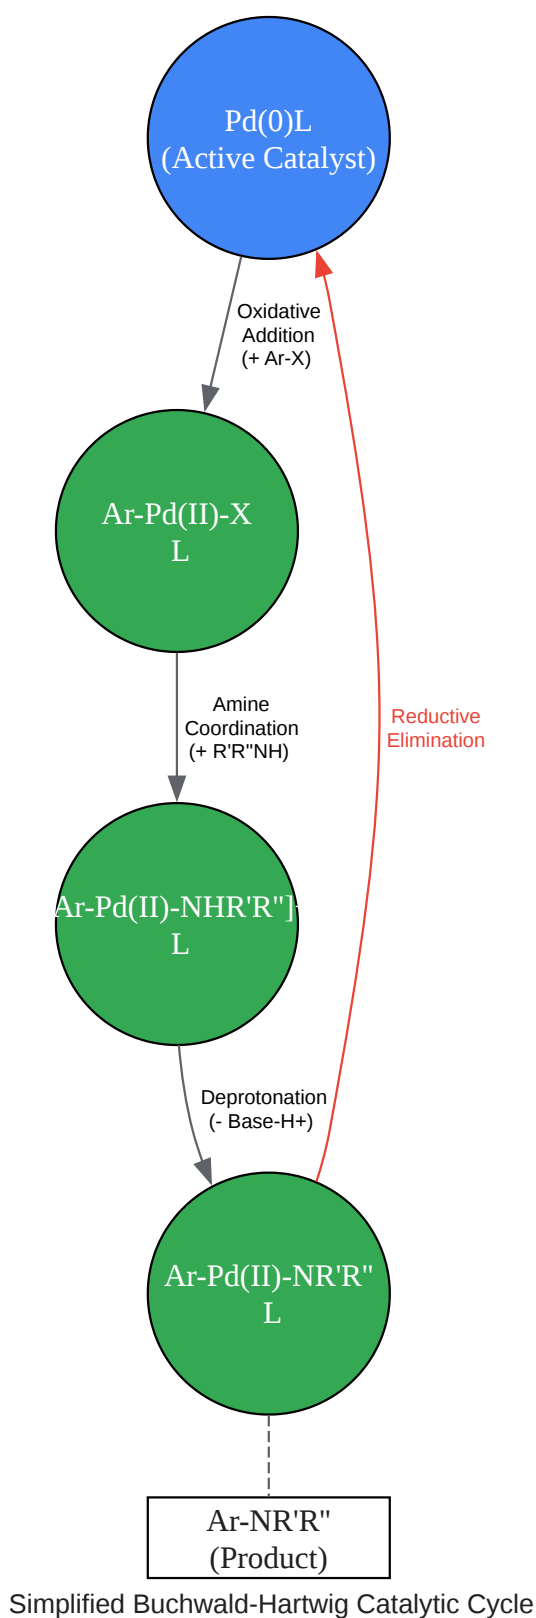 Pd(0)L
(Active Catalyst)
Oxidative
Addition
(+ Ar-X)
Ar-Pd(II)-X
L
Amine
Coordination
(+ R'R"NH)
Reductive
Elimination
Ar-Pd(II)-NHR'R"]
L
Deprotonation
(- Base-H+)
Ar-Pd(II)-NR'R"
L
Ar-NR'R"
(Product)
Simplified Buchwald-Hartwig Catalytic Cycle